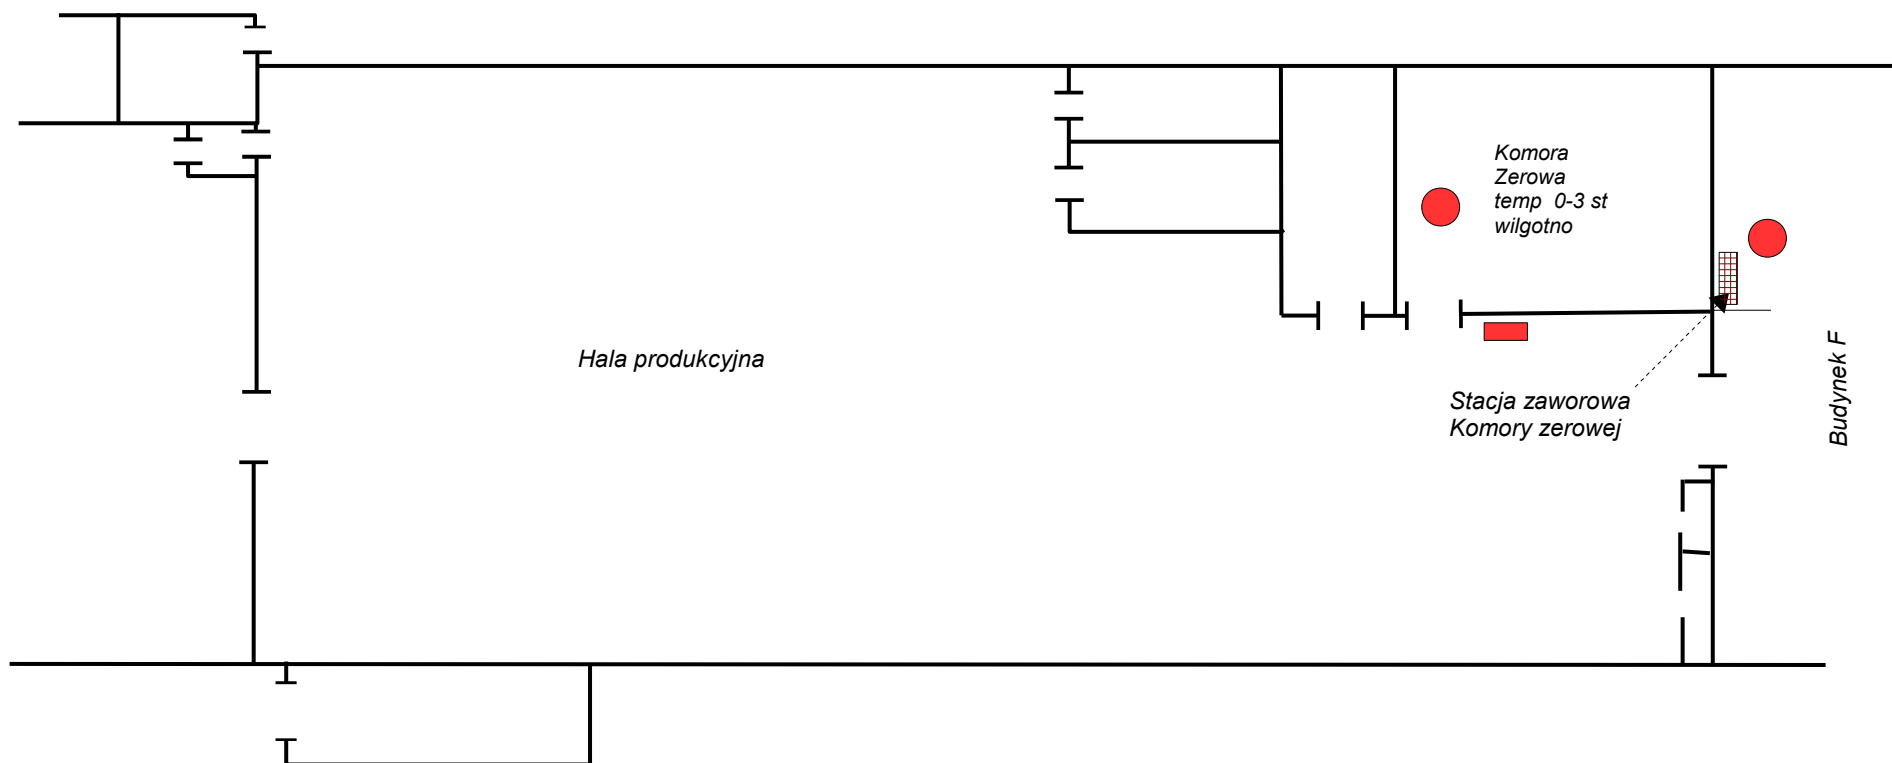 Komora
Zerowa
temp 0-3 st
wilgotno
Hala produkcyjna
Stacja zaworowa
Komory zerowej
Budynek F